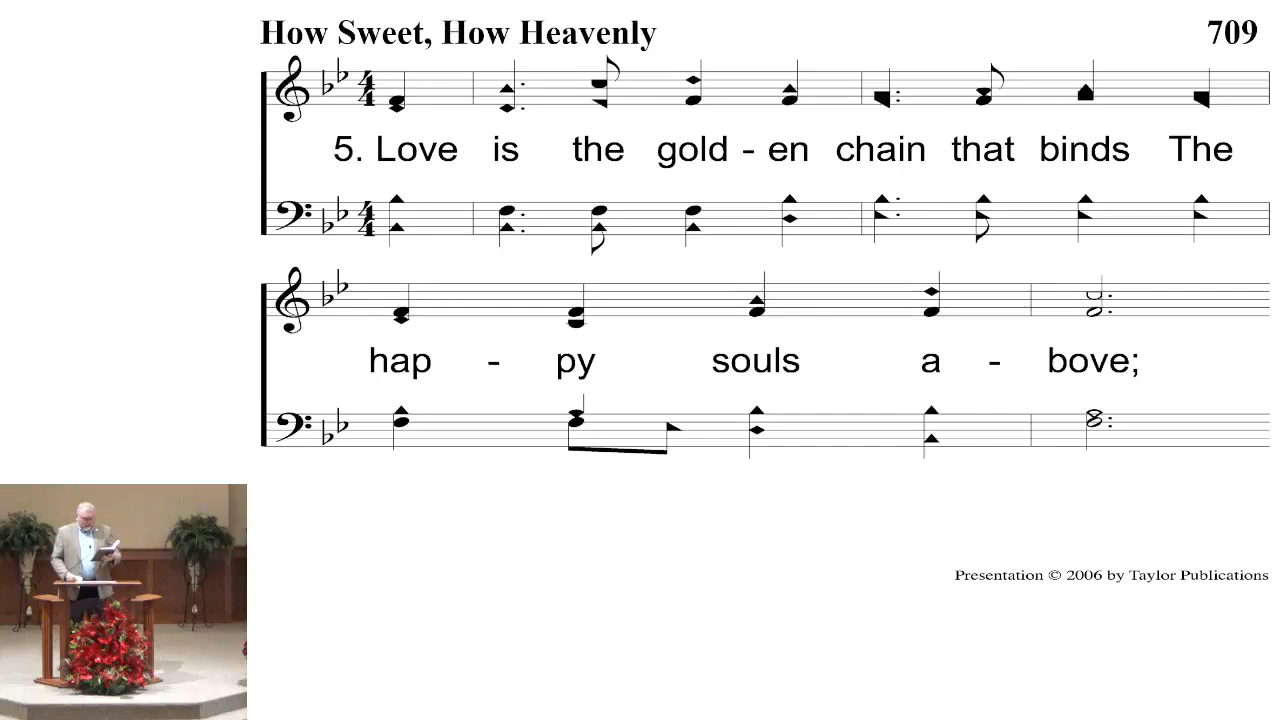 How Sweet, How Heavenly 709
5. Love is the gold - en chain that binds The
hap - py souls a - bove;
Presentation © 2006 by Taylor Publications